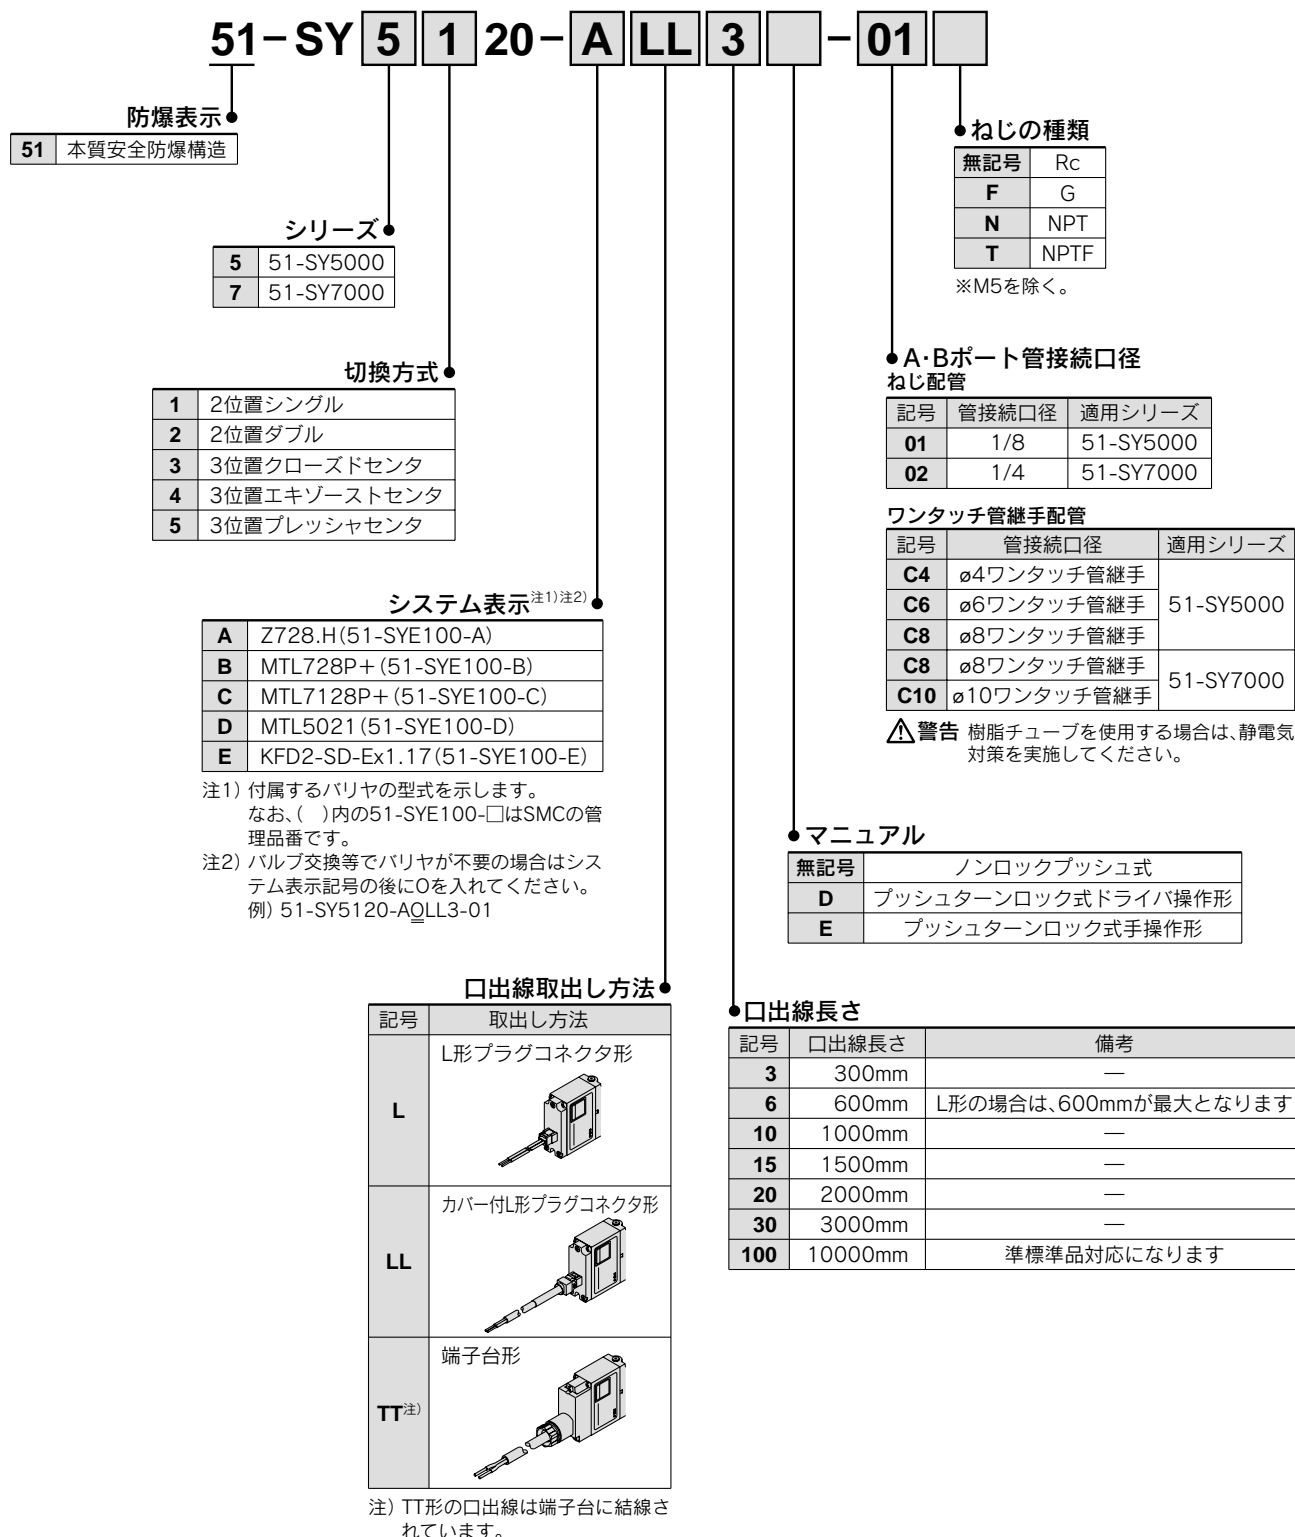 51-SY5120-ALL3□-01□
防爆表示
51 本質安全防爆構造
シリーズ
5 51-SY5000
7 51-SY7000
切換方式
1 2位置シングル
2 2位置ダブル
3 3位置クローズドセンタ
4 3位置エキゾーストセンタ
5 3位置プレッシャセンタ
システム表示注1)注2)
A Z728.H(51-SYE100-A)
B MTL728P+(51-SYE100-B)
C MTL7128P+(51-SYE100-C)
D MTL5021(51-SYE100-D)
E KFD2-SD-Ex1.17(51-SYE100-E)
注1) 付属するバリヤの型式を示します。
なお、( )内の51-SYE100-□はSMCの管
理品番です。
注2) バルブ交換等でバリヤが不要の場合はシス
テム表示記号の後にOを入れてください。
例) 51-SY5120-AOLL3-01
口出線取出し方法
記号 取出し方法
L L形プラグコネクタ形
LL カバー付L形プラグコネクタ形
TT注) 端子台形
注) TT形の口出線は端子台に結線さ
れています。
ねじの種類
無記号 Rc
F G
N NPT
T NPTF
※M5を除く。
A・Bポート管接続口径
ねじ配管
記号 管接続口径 適用シリーズ
01 1/8 51-SY5000
02 1/4 51-SY7000
ワンタッチ管継手配管
記号 管接続口径 適用シリーズ
C4 ø4ワンタッチ管継手
C6 ø6ワンタッチ管継手 51-SY5000
C8 ø8ワンタッチ管継手
C8 ø8ワンタッチ管継手 51-SY7000
C10 ø10ワンタッチ管継手
警告 樹脂チューブを使用する場合は、静電気
対策を実施してください。
マニュアル
無記号 ノンロックプッシュ式
D プッシュターンロック式ドライバ操作形
E プッシュターンロック式手操作形
口出線長さ
記号 口出線長さ 備考
3 300mm —
6 600mm L形の場合は、600mmが最大となります
10 1000mm —
15 1500mm —
20 2000mm —
30 3000mm —
100 10000mm 準標準品対応になります